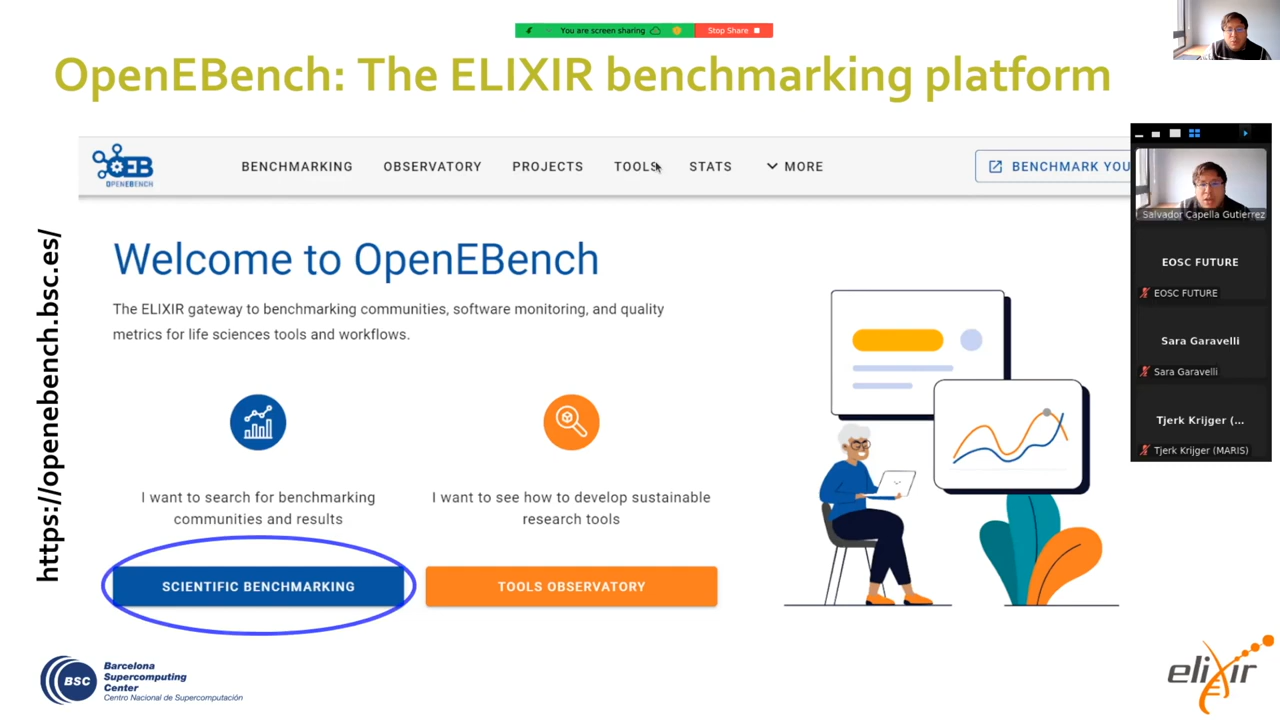 You are screen sharing
Stop Share
OpenEBench: The ELIXIR benchmarking platform
OEB
OPENEBENCH
BENCHMARKING
OBSERVATORY
PROJECTS
TOOLS
STATS
MORE
BENCHMARK YOU
https://openebench.bsc.es/
Welcome to OpenEBench
The ELIXIR gateway to benchmarking communities, software monitoring, and quality
metrics for life sciences tools and workflows.
I want to search for benchmarking
communities and results
SCIENTIFIC BENCHMARKING
I want to see how to develop sustainable
research tools
TOOLS OBSERVATORY
Salvador Capella Gutierrez
EOSC FUTURE
EOSC FUTURE
Sara Garavelli
Sara Garavelli
Tjerk Krijger (...
Tjerk Krijger (MARIS)
BSC
Barcelona
Supercomputing
Center
Centro Nacional de Supercomputación
elixir